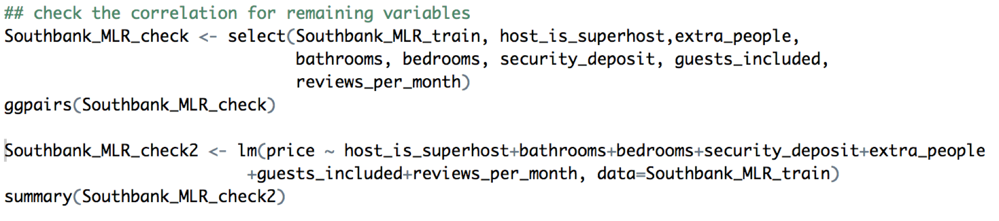 ## check the correlation for remaining variables
Southbank_MLR_check <- select(Southbank_MLR_train, host_is_superhost,extra_people,
bathrooms, bedrooms, security_deposit, guests_included,
reviews_per_month)
ggpairs(Southbank_MLR_check)
Southbank_MLR_check2 <- lm(price ~ host_is_superhost+bathrooms+bedrooms+security_deposit+extra_people
+guests_included+reviews_per_month, data=Southbank_MLR_train)
summary(Southbank_MLR_check2)